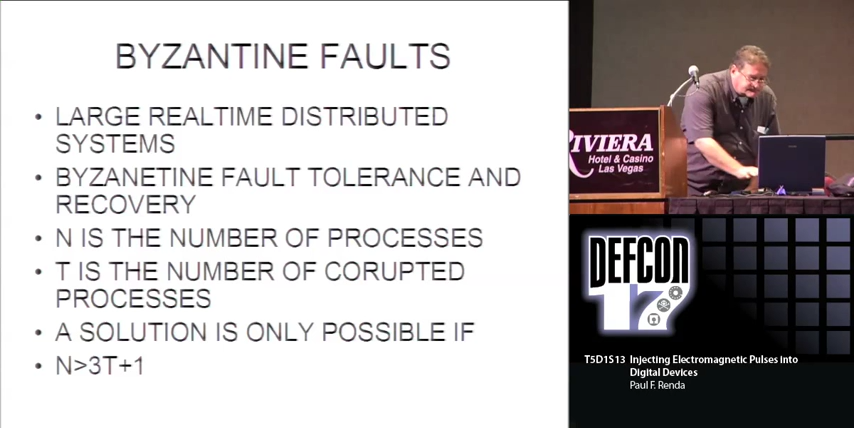 BYZANTINE FAULTS
• LARGE REALTIME DISTRIBUTED
SYSTEMS
• BYZANETINE FAULT TOLERANCE AND
RECOVERY
• N IS THE NUMBER OF PROCESSES
• T IS THE NUMBER OF CORUPTED
PROCESSES
• A SOLUTION IS ONLY POSSIBLE IF
• N>3T+1
RIVIERA
Hotel & Casino
Las Vegas
DEFCON
17
T5D1S13 Injecting Electromagnetic Pulses into
Digital Devices
Paul F. Renda